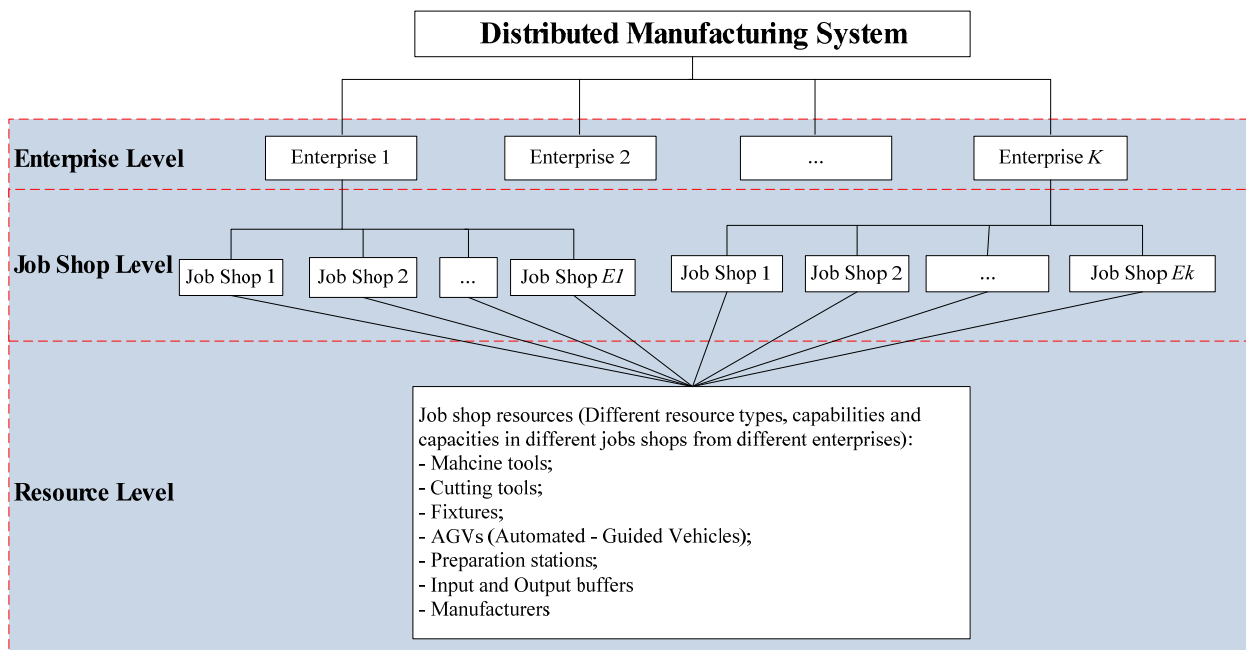 Distributed Manufacturing System
Enterprise Level
Enterprise 1
Enterprise 2
...
Enterprise K
Job Shop Level
Job Shop 1
Job Shop 2
...
Job Shop E1
Job Shop 1
Job Shop 2
...
Job Shop Ek
Resource Level
Job shop resources (Different resource types, capabilities and
capacities in different jobs shops from different enterprises):
- Mahcine tools;
- Cutting tools;
- Fixtures;
- AGVs (Automated - Guided Vehicles);
- Preparation stations;
- Input and Output buffers
- Manufacturers